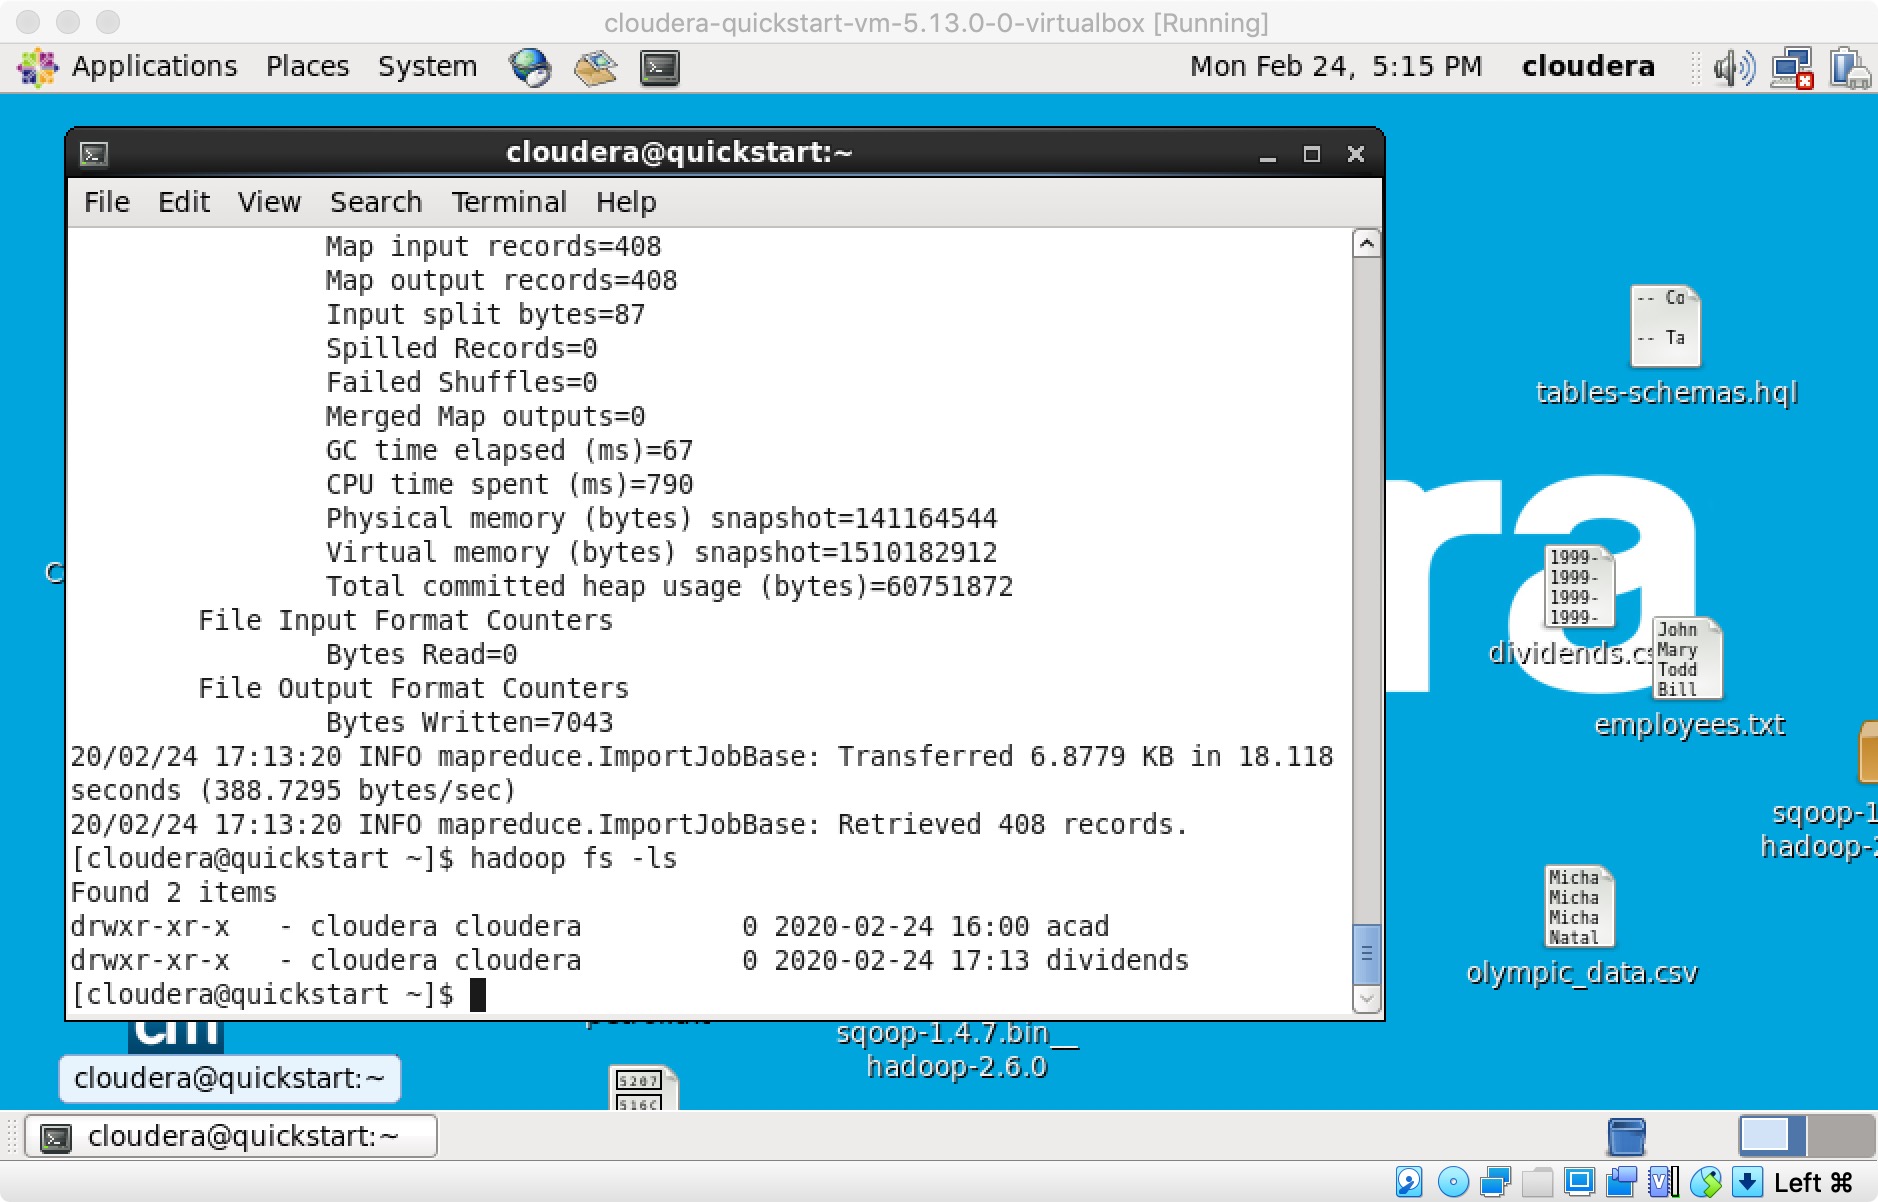 cloudera-quickstart-vm-5.13.0-0-virtualbox [Running]
Applications Places System Mon Feb 24, 5:15 PM cloudera
cloudera@quickstart:~
File Edit View Search Terminal Help
Map input records=408
Map output records=408
Input split bytes=87
Spilled Records=0
Failed Shuffles=0
Merged Map outputs=0
GC time elapsed (ms)=67
CPU time spent (ms)=790
Physical memory (bytes) snapshot=141164544
Virtual memory (bytes) snapshot=1510182912
Total committed heap usage (bytes)=60751872
File Input Format Counters
Bytes Read=0
File Output Format Counters
Bytes Written=7043
20/02/24 17:13:20 INFO mapreduce.ImportJobBase: Transferred 6.8779 KB in 18.118
seconds (388.7295 bytes/sec)
20/02/24 17:13:20 INFO mapreduce.ImportJobBase: Retrieved 408 records.
[cloudera@quickstart ~]$ hadoop fs -ls
Found 2 items
drwxr-xr-x - cloudera cloudera 0 2020-02-24 16:00 acad
drwxr-xr-x - cloudera cloudera 0 2020-02-24 17:13 dividends
[cloudera@quickstart ~]$
-- Co
-- Ta
tables-schemas.hql
ra
C
1999-
1999-
1999-
1999-
dividends.cs
John
Mary
Todd
Bill
employees.txt
sqoop-1
hadoop-2
Micha
Micha
Micha
Natal
olympic_data.csv
cm
sqoop-1.4.7.bin__
hadoop-2.6.0
5207
516C
cloudera@quickstart:~
cloudera@quickstart:~
Left ⌘